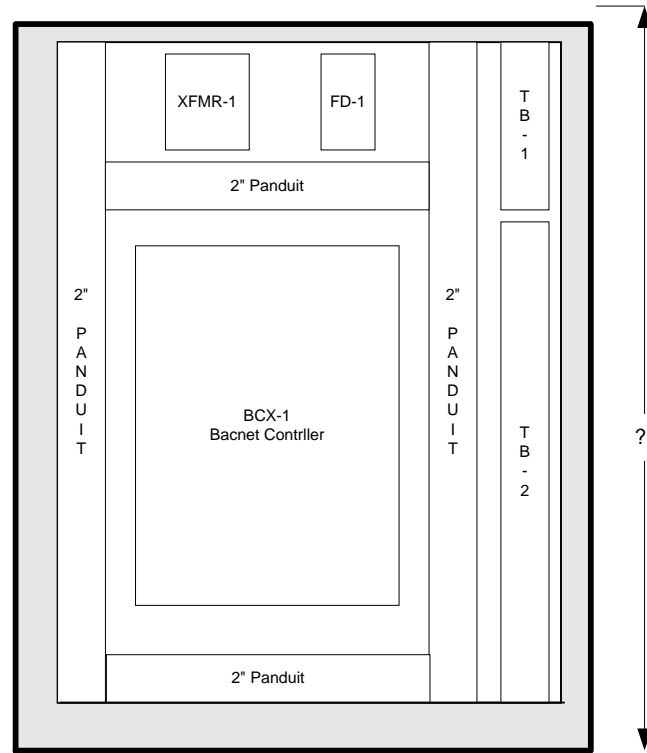 XFMR-1
FD-1
T
B
-
1
2" Panduit
2"
P
A
N
D
U
I
T
2"
P
A
N
D
U
I
T
BCX-1
Bacnet Contrller
T
B
-
2
?
2" Panduit